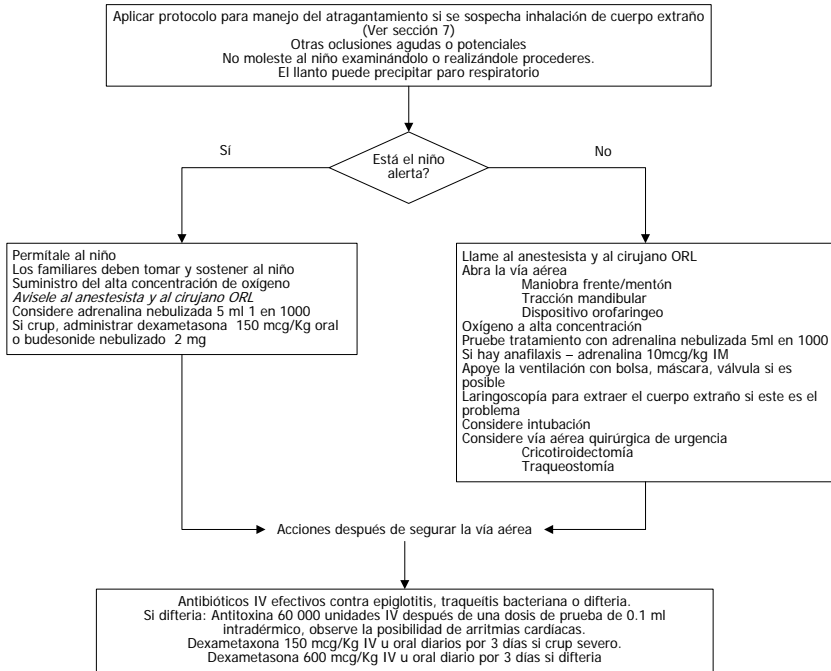 Aplicar protocolo para manejo del atragantamiento si se sospecha inhalación de cuerpo extraño
(Ver sección 7)
Otras oclusiones agudas o potenciales
No moleste al niño examinándolo o realizándole procederes.
El llanto puede precipitar paro respiratorio
Sí
Está el niño
alerta?
No
Permítale al niño
Los familiares deben tomar y sostener al niño
Suministro del alta concentración de oxígeno
Avisele al anestesista y al cirujano ORL
Considere adrenalina nebulizada 5 ml 1 en 1000
Si crup, administrar dexametasona 150 mcg/Kg oral
o budesonide nebulizado 2 mg
Llame al anestesista y al cirujano ORL
Abra la vía aérea
Maniobra frente/mentón
Tracción mandibular
Dispositivo orofaringeo
Oxígeno a alta concentración
Pruebe tratamiento con adrenalina nebulizada 5ml en 1000
Si hay anafilaxis – adrenalina 10mcg/kg IM
Apoye la ventilación con bolsa, máscara, válvula si es
posible
Laringoscopía para extraer el cuerpo extraño si este es el
problema
Considere intubación
Considere vía aérea quirúrgica de urgencia
Cricotiroidectomía
Traqueostomía
Acciones después de segurar la vía aérea
Antibióticos IV efectivos contra epiglotitis, traqueítis bacteriana o difteria.
Si difteria: Antitoxina 60 000 unidades IV después de una dosis de prueba de 0.1 ml
intradérmico, observe la posibilidad de arritmias cardíacas.
Dexametaxona 150 mcg/Kg IV u oral diarios por 3 días si crup severo.
Dexametasona 600 mcg/Kg IV u oral diario por 3 días si difteria